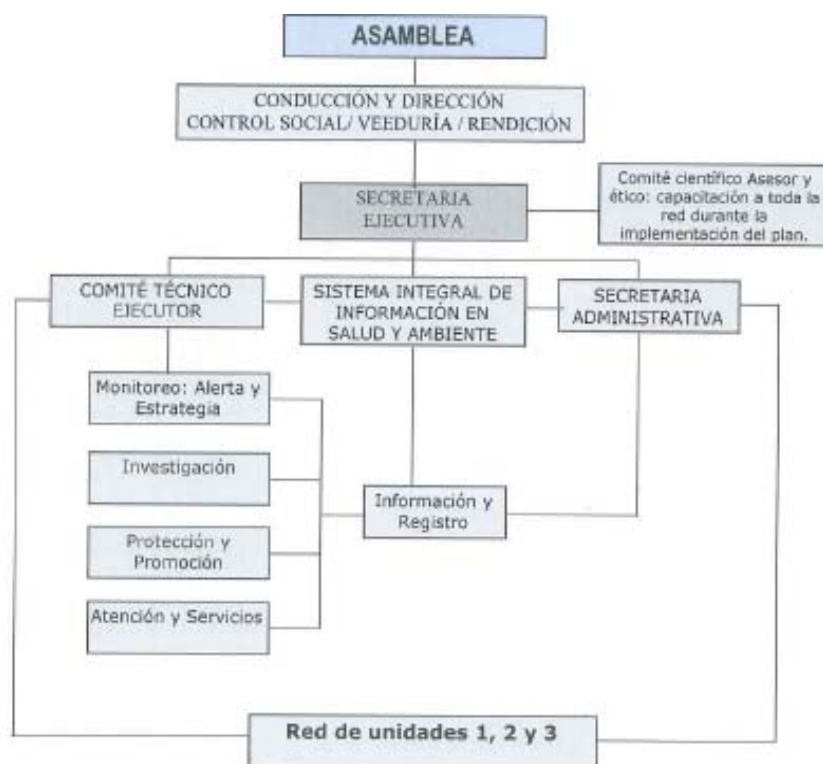 ASAMBLEA
CONDUCCIÓN Y DIRECCIÓN
CONTROL SOCIAL/ VEEDURÍA / RENDICIÓN
SECRETARIA
EJECUTIVA
Comité científico Asesor y
ético: capacitación a toda la
red durante la
implementación del plan.
COMITÉ TÉCNICO
EJECUTOR
SISTEMA INTEGRAL DE
INFORMACIÓN EN
SALUD Y AMBIENTE
SECRETARIA
ADMINISTRATIVA
Monitoreo: Alerta y
Estrategia
Investigación
Información y
Registro
Protección y
Promoción
Atención y Servicios
Red de unidades 1, 2 y 3